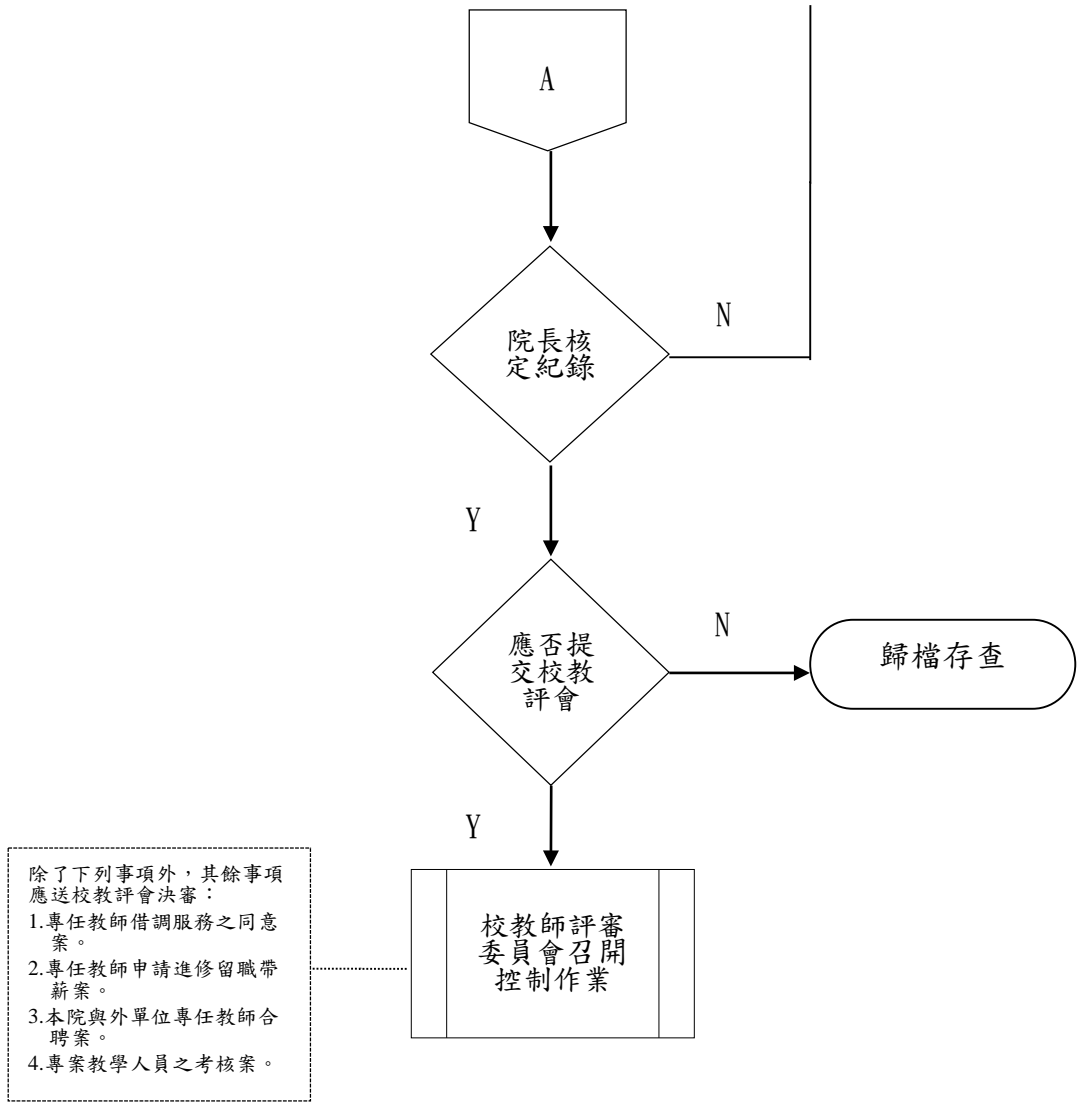 A
院長核
定紀錄
N
Y
應否提
交校教
評會
N
歸檔存查
Y
除了下列事項外，其餘事項
應送校教評會決審：
1.專任教師借調服務之同意
案。
2.專任教師申請進修留職帶
薪案。
3.本院與外單位專任教師合
聘案。
4.專案教學人員之考核案。
校教師評審
委員會召開
控制作業